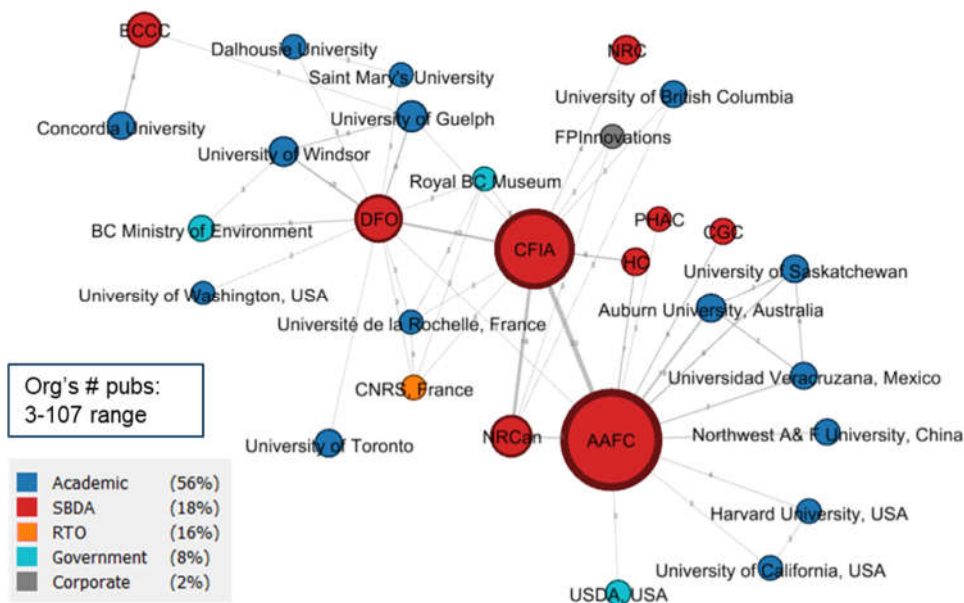 ECCC
Dalhousie University
NRC
Saint Mary's University
University of British Columbia
Concordia University
University of Guelph
FPInnovations
University of Windsor
Royal BC Museum
DFO
PHAC
BC Ministry of Environment
CFIA
CGC
HC
University of Saskatchewan
University of Washington, USA
Auburn University, Australia
Université de la Rochelle, France
Universidad Veracruzana, Mexico
Org's # pubs:
3-107 range
CNRS, France
University of Toronto
NRCan
AAFC
Northwest A& F University, China
Academic (56%)
SBDA (18%)
RTO (16%)
Government (8%)
Corporate (2%)
Harvard University, USA
University of California, USA
USDA, USA